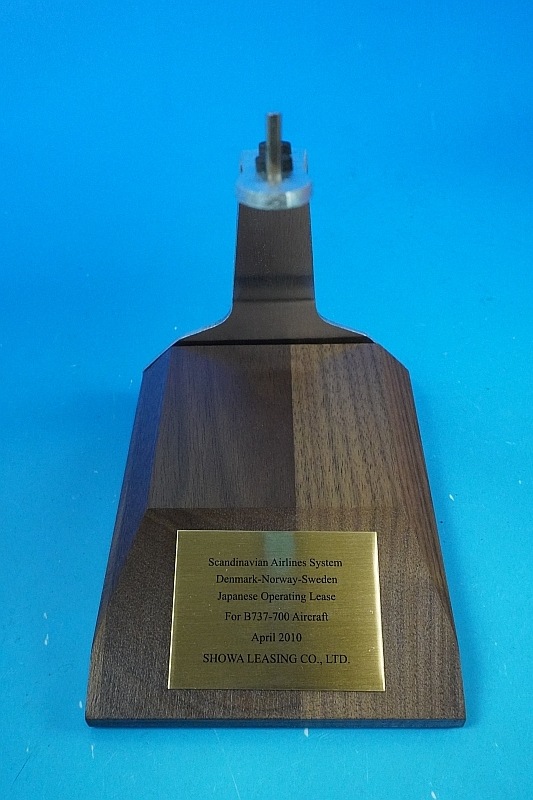 Scandinavian Airlines System
Denmark-Norway-Sweden
Japanese Operating Lease
For B737-700 Aircraft
April 2010
SHOWA LEASING CO., LTD.